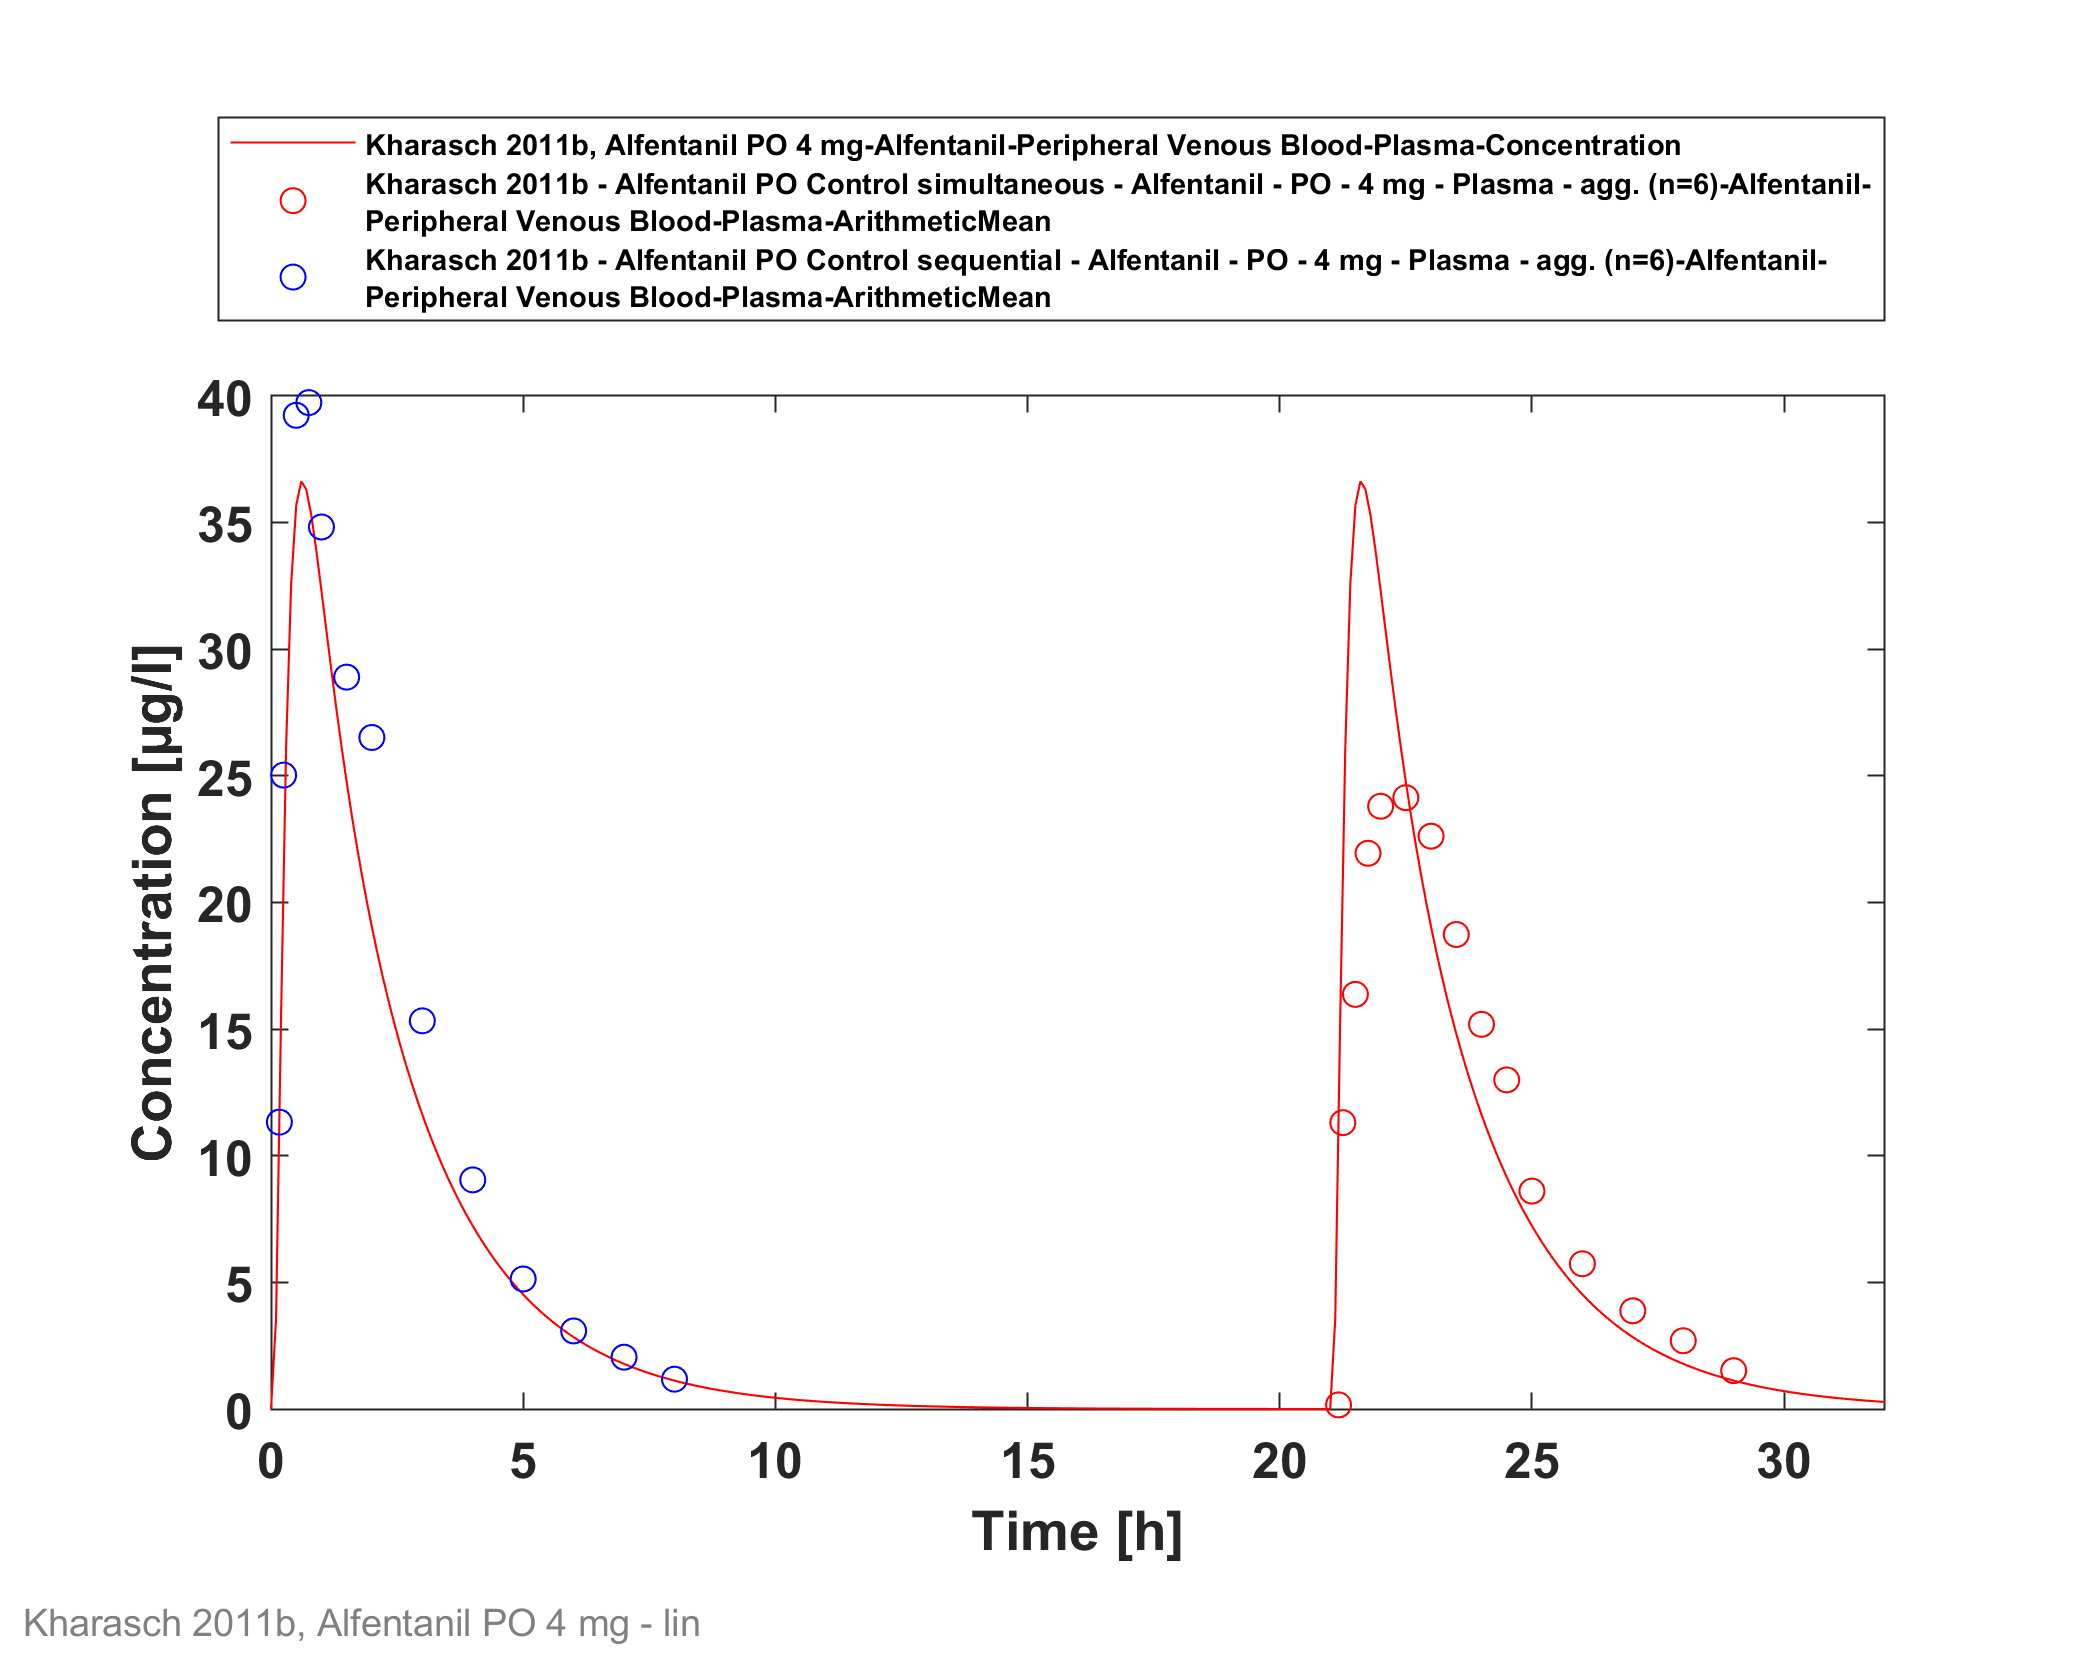 Kharasch 2011b, Alfentanil PO 4 mg-Alfentanil-Peripheral Venous Blood-Plasma-Concentration
Kharasch 2011b - Alfentanil PO Control simultaneous - Alfentanil - PO - 4 mg - Plasma - agg. (n=6)-Alfentanil-
Peripheral Venous Blood-Plasma-ArithmeticMean
Kharasch 2011b - Alfentanil PO Control sequential - Alfentanil - PO - 4 mg - Plasma - agg. (n=6)-Alfentanil-
Peripheral Venous Blood-Plasma-ArithmeticMean
40
35
30
25
20
15
10
5
0
Concentration [µg/l]
0 5 10 15 20 25 30
Time [h]
Kharasch 2011b, Alfentanil PO 4 mg - lin